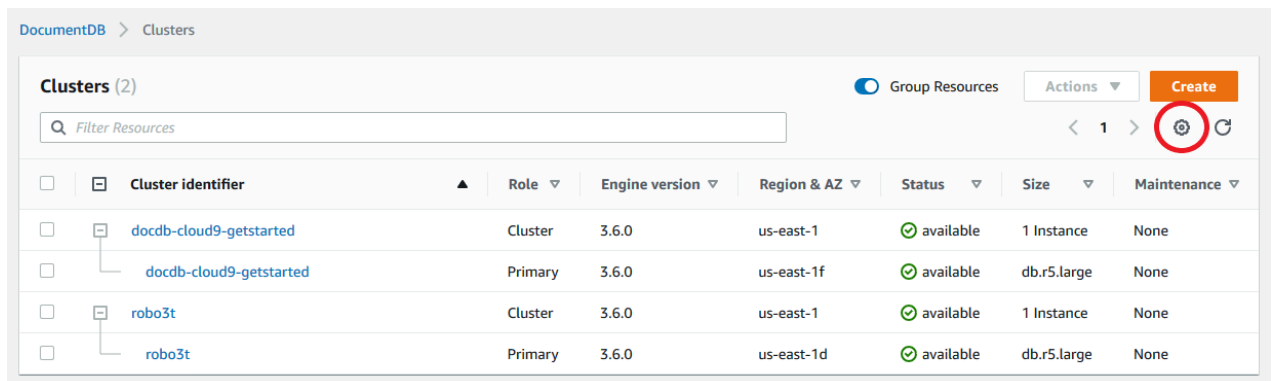 DocumentDB > Clusters
Clusters (2) Group Resources Actions Create
Filter Resources < 1 >
Cluster identifier Role Engine version Region & AZ Status Size Maintenance
docdb-cloud9-getstarted Cluster 3.6.0 us-east-1 available 1 Instance None
docdb-cloud9-getstarted Primary 3.6.0 us-east-1f available db.r5.large None
robo3t Cluster 3.6.0 us-east-1 available 1 Instance None
robo3t Primary 3.6.0 us-east-1d available db.r5.large None